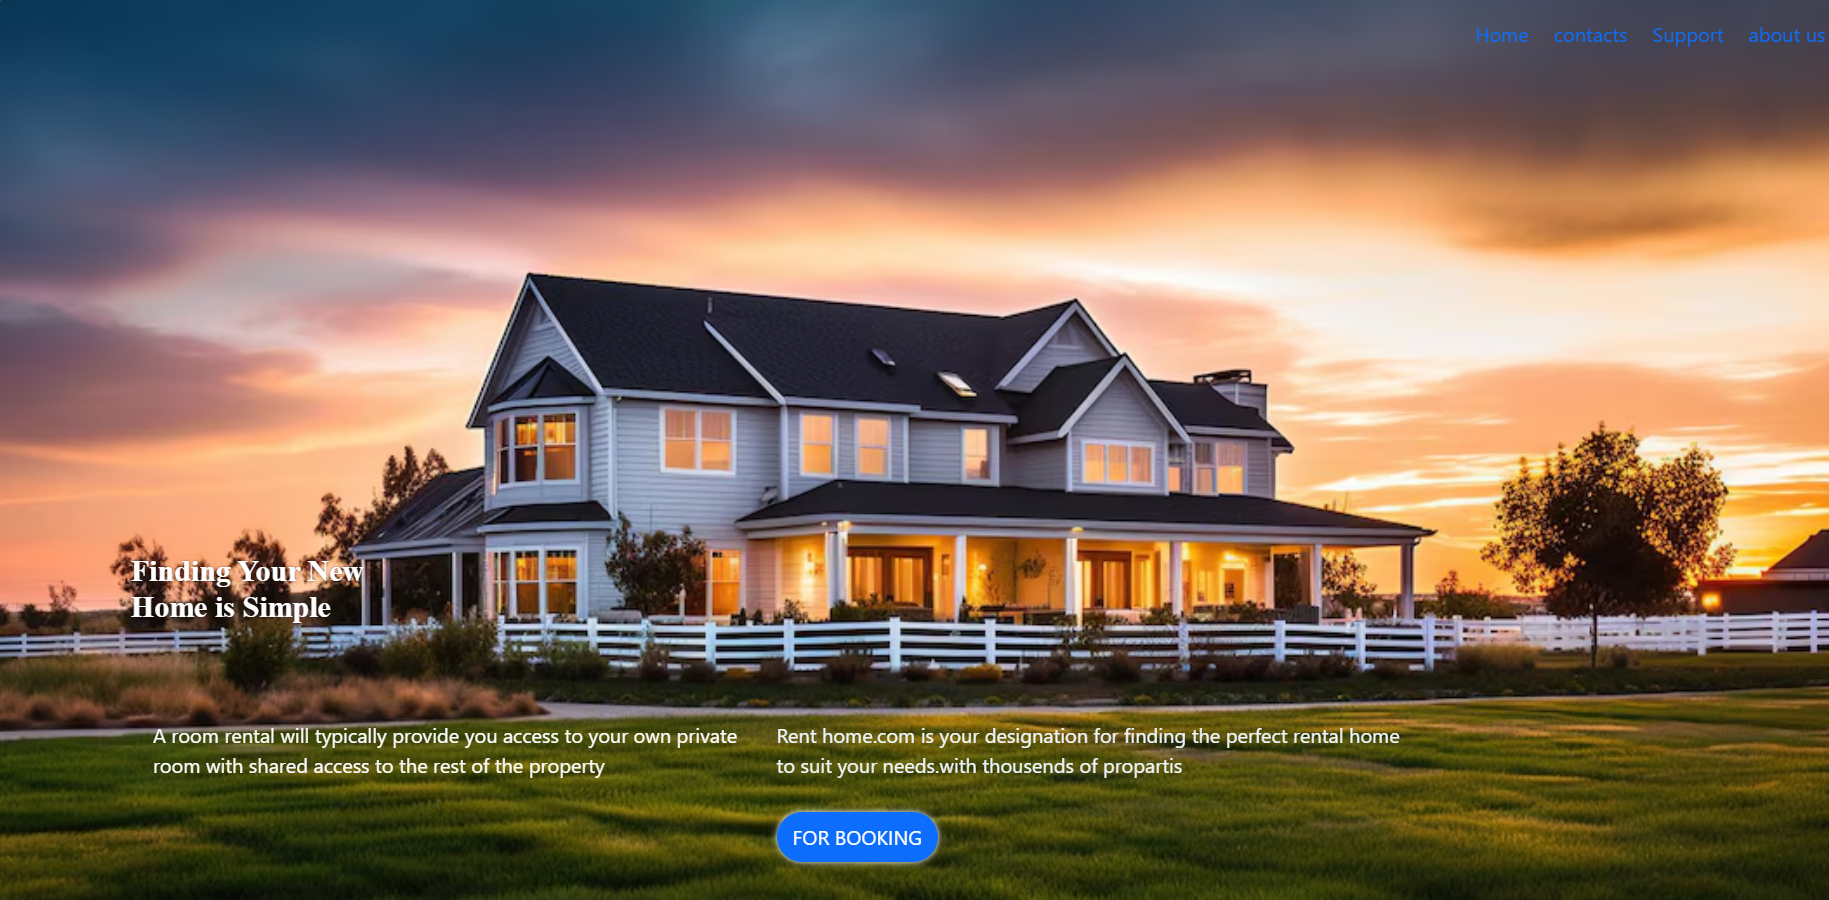 Home contacts Support about us
Finding Your New
Home is Simple
A room rental will typically provide you access to your own private
room with shared access to the rest of the property
Rent home.com is your designation for finding the perfect rental home
to suit your needs.with thousends of propartis
FOR BOOKING